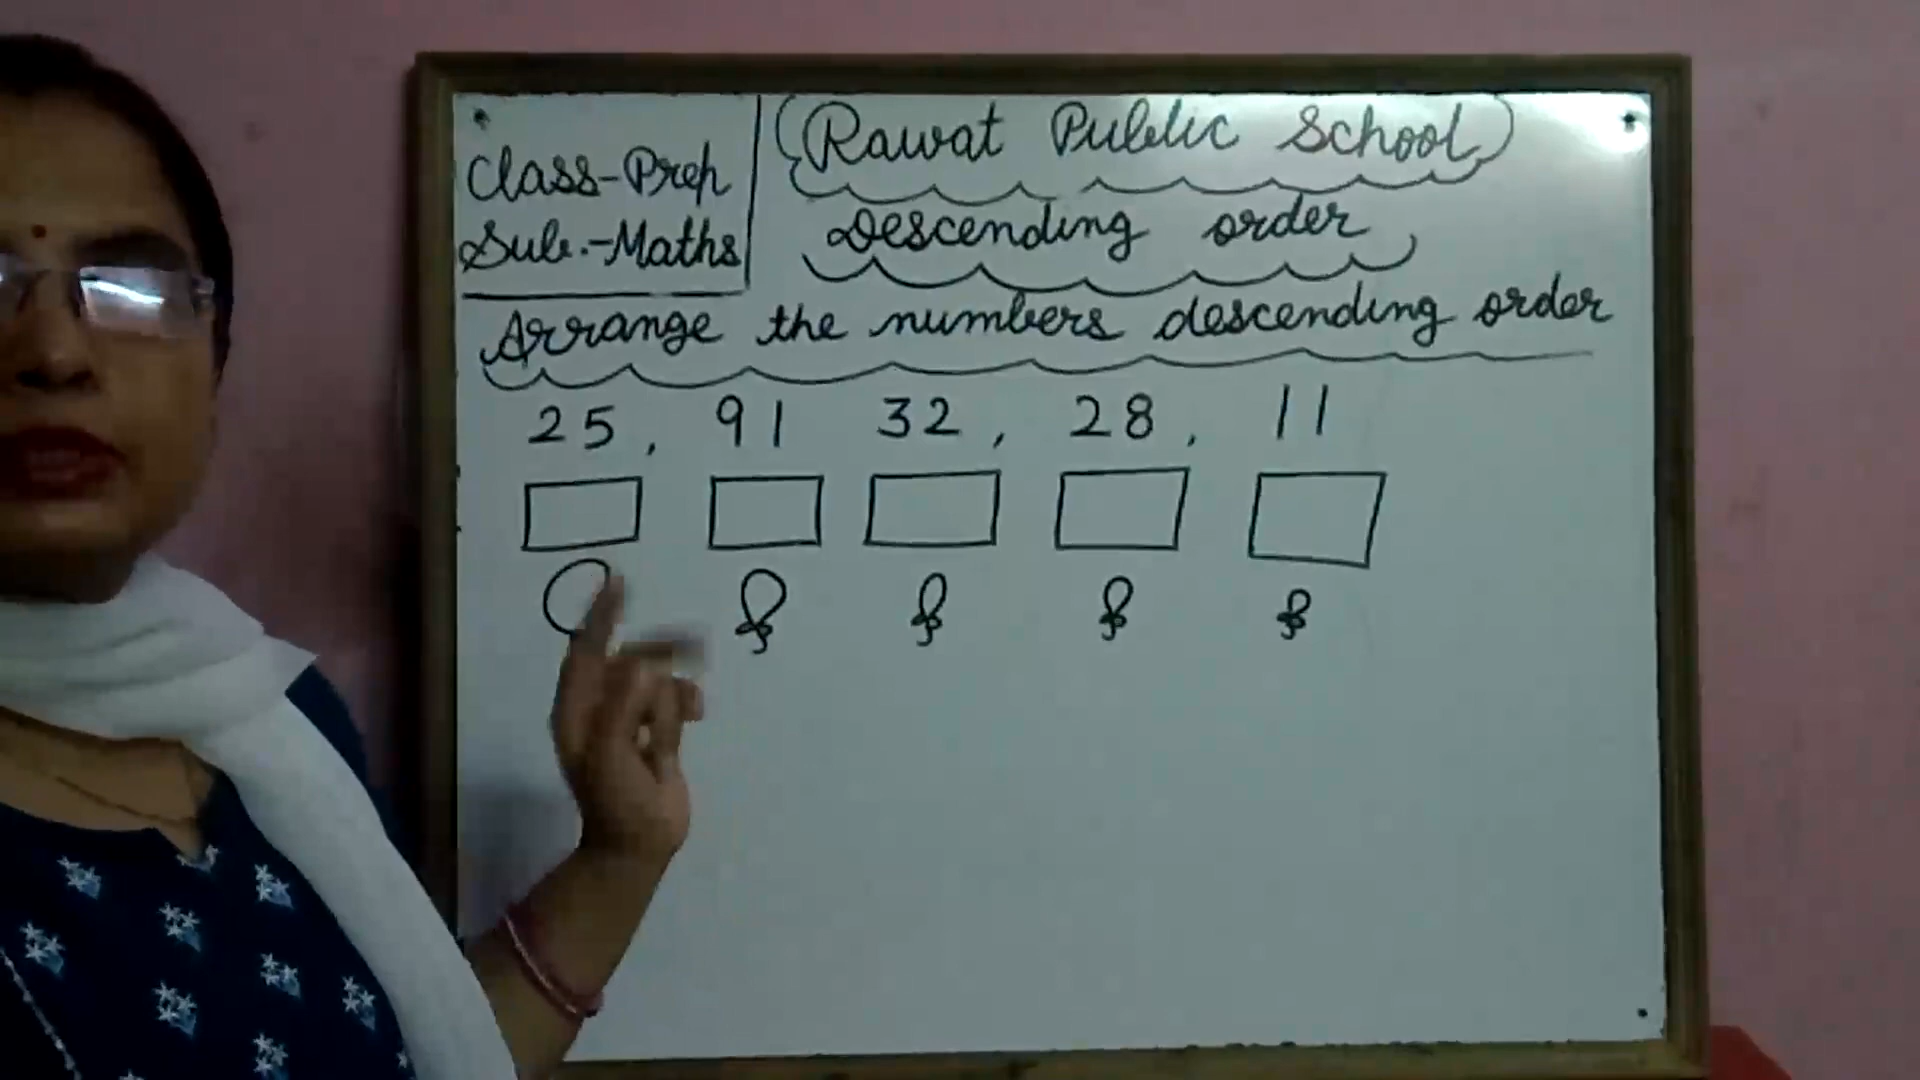 Class-Prep
Sub.-Maths
Rawat Public School
Descending order
Arrange the numbers descending order
25, 91 32, 28, 11